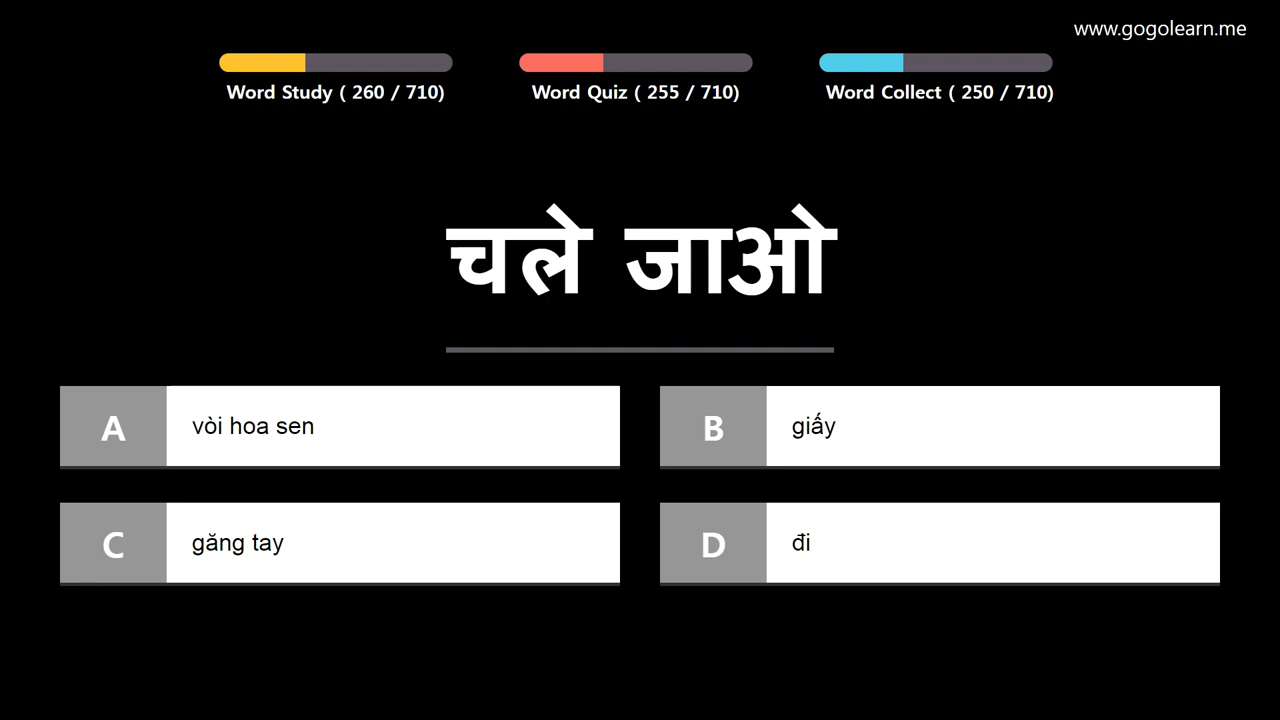 www.gogolearn.me
Word Study ( 260 / 710)
Word Quiz ( 255 / 710)
Word Collect ( 250 / 710)
चले जाओ
A
vòi hoa sen
B
giấy
C
găng tay
D
đi